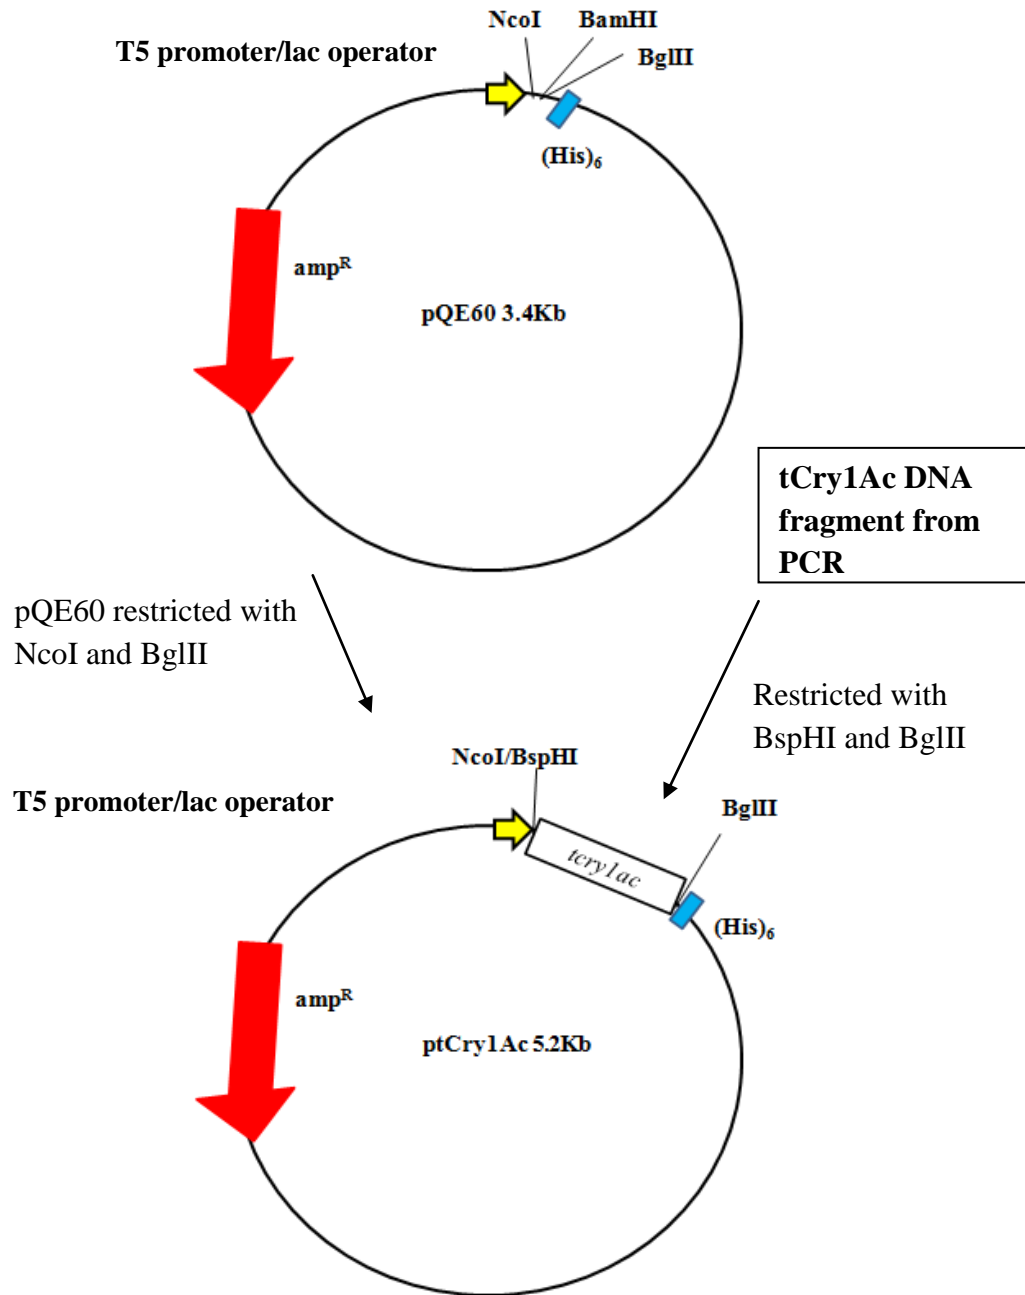 NcoI
BamHI
T5 promoter/lac operator
BglII
(His)6
ampR
pQE60 3.4Kb
tCry1Ac DNA
fragment from
PCR
pQE60 restricted with
NcoI and BglII
Restricted with
BspHI and BglII
NcoI/BspHI
T5 promoter/lac operator
BglII
tcry1ac
(His)6
ampR
ptCry1Ac 5.2Kb